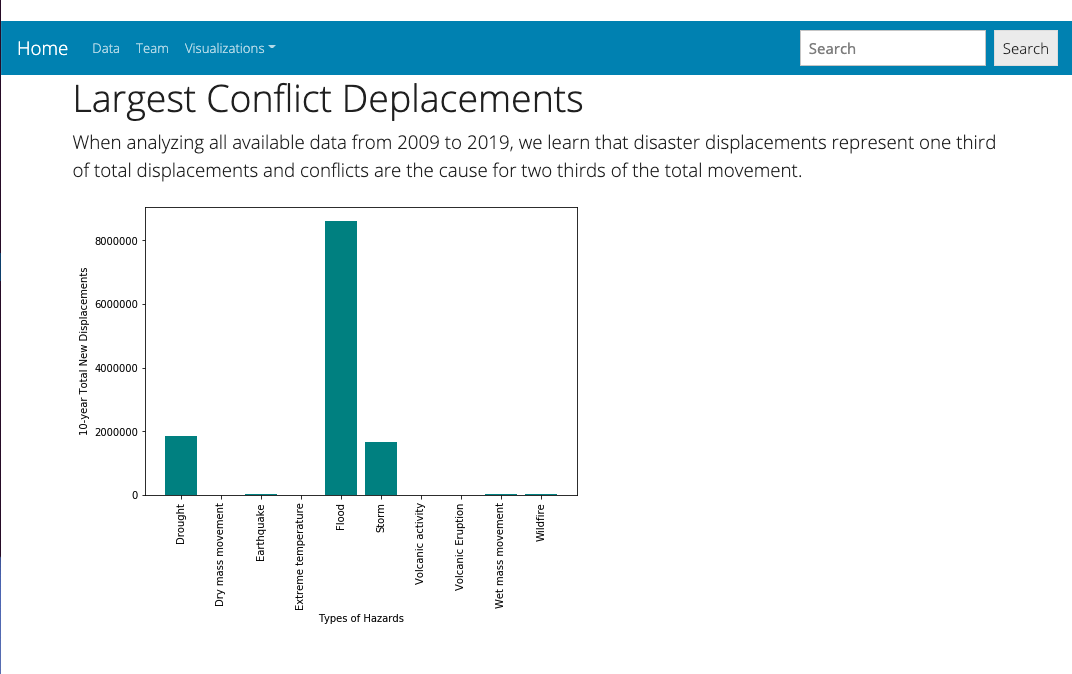 Home Data Team Visualizations Search Search
Largest Conflict Deplacements
When analyzing all available data from 2009 to 2019, we learn that disaster displacements represent one third
of total displacements and conflicts are the cause for two thirds of the total movement.
10-year Total New Displacements
8000000
6000000
4000000
2000000
0
Drought
Dry mass movement
Earthquake
Extreme temperature
Flood
Storm
Volcanic activity
Volcanic Eruption
Wet mass movement
Wildfire
Types of Hazards